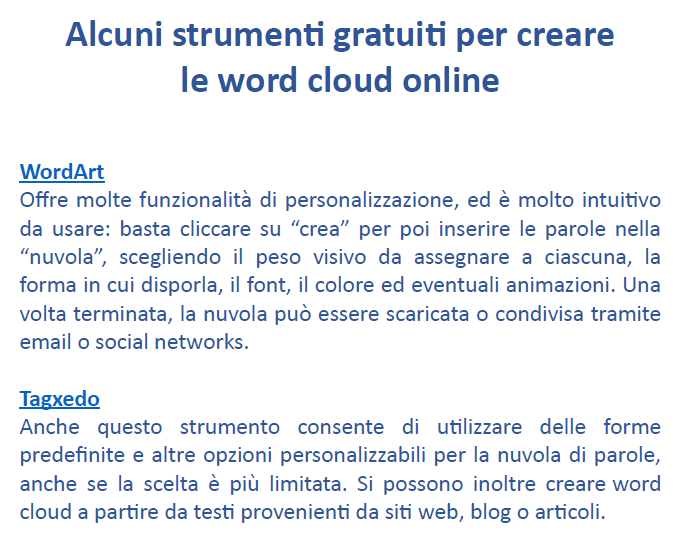 Alcuni strumenti gratuiti per creare
le word cloud online
WordArt
Offre molte funzionalità di personalizzazione, ed è molto intuitivo
da usare: basta cliccare su “crea” per poi inserire le parole nella
“nuvola”, scegliendo il peso visivo da assegnare a ciascuna, la
forma in cui disporla, il font, il colore ed eventuali animazioni. Una
volta terminata, la nuvola può essere scaricata o condivisa tramite
email o social networks.
Tagxedo
Anche questo strumento consente di utilizzare delle forme
predefinite e altre opzioni personalizzabili per la nuvola di parole,
anche se la scelta è più limitata. Si possono inoltre creare word
cloud a partire da testi provenienti da siti web, blog o articoli.